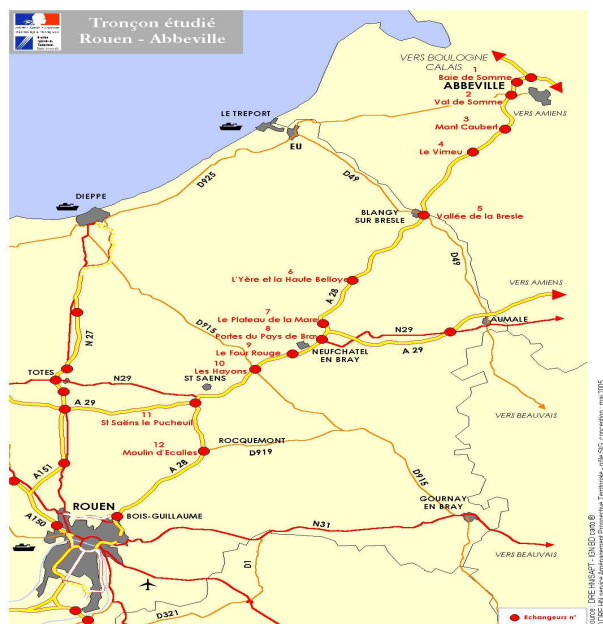 Tronçon étudié
Rouen - Abbeville
VERS BOULOGNE
CALAIS
1
Baie de Somme
ABBEVILLE
2
Val de Somme
VERS AMIENS
3
Mont Caubert
4
Le Vimeu
LE TREPORT
EU
D925
D49
DIEPPE
BLANGY
SUR BRESLE
5
Vallée de la Bresle
D49
6
L'Yère et la Haute Belloye
A 28
VERS AMIENS
7
Le Plateau de la Mare
8
Portes du Pays de Bray
D915
N29
AUMALE
N 27
9
Le Four Rouge
NEUFCHATEL
EN BRAY
A 29
10
Les Hayons
TOTES
N29
ST SAENS
A 29
11
St Saëns le Pucheuil
VERS BEAUVAIS
12
Moulin d'Ecalles
ROCQUEMONT
D919
A 28
A151
D915
A150
ROUEN
BOIS-GUILLAUME
GOURNAY
EN BRAY
N31
VERS BEAUVAIS
D1
D321
Echangeurs n°